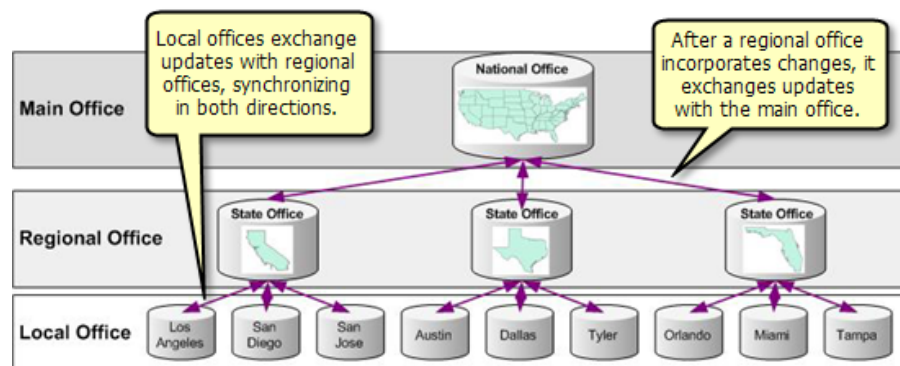 Local offices exchange
updates with regional
offices, synchronizing
in both directions.
After a regional office
incorporates changes, it
exchanges updates
with the main office.
Main Office
National Office
Regional Office
State Office
State Office
State Office
Local Office
Los
Angeles
San
Diego
San
Jose
Austin
Dallas
Tyler
Orlando
Miami
Tampa